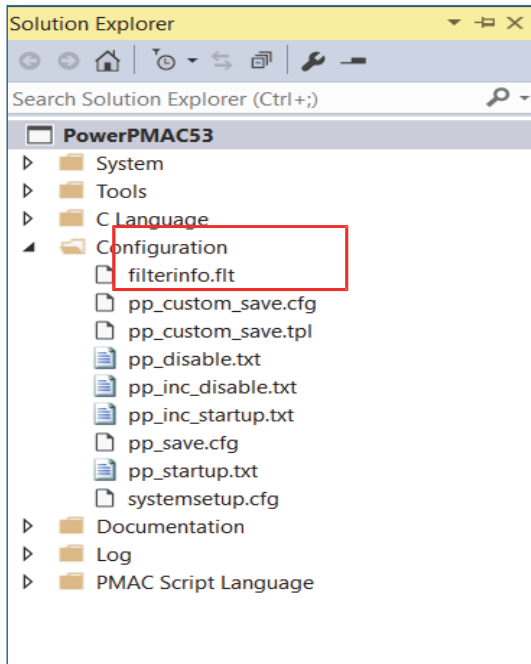 Solution Explorer
Search Solution Explorer (Ctrl+;)
PowerPMAC53
System
Tools
C Language
Configuration
filterinfo.flt
pp_custom_save.cfg
pp_custom_save.tpl
pp_disable.txt
pp_inc_disable.txt
pp_inc_startup.txt
pp_save.cfg
pp_startup.txt
systemsetup.cfg
Documentation
Log
PMAC Script Language